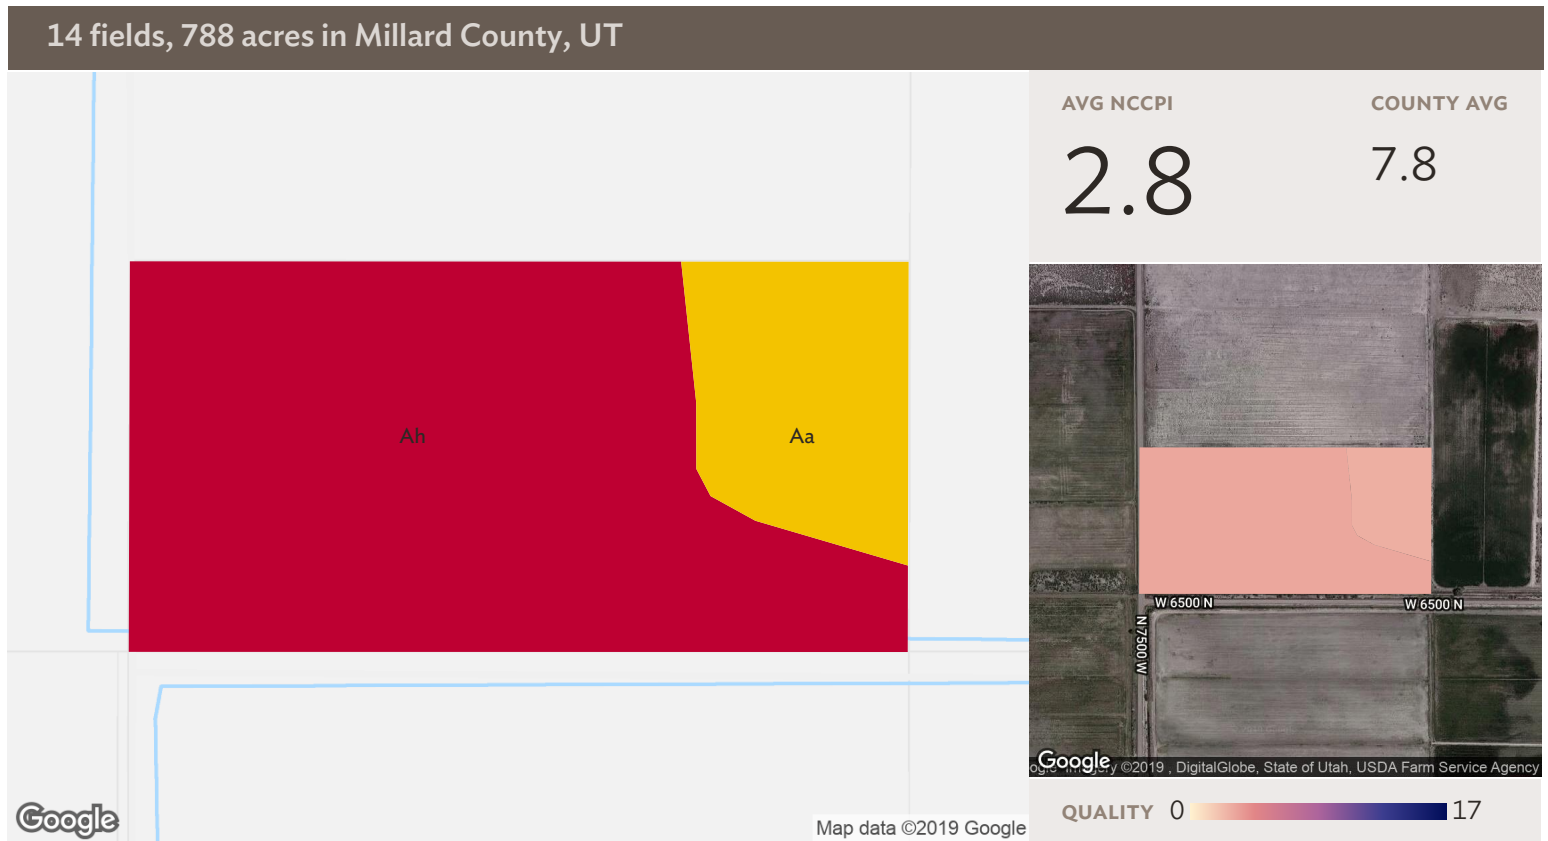 14 fields, 788 acres in Millard County, UT
AVG NCCPI
COUNTY AVG
2.8
7.8
Ah
Aa
W 6500 N
W 6500 N
N 7500 W
Google
Imagery ©2019 , DigitalGlobe, State of Utah, USDA Farm Service Agency
Google
Map data ©2019 Google
QUALITY 0 17